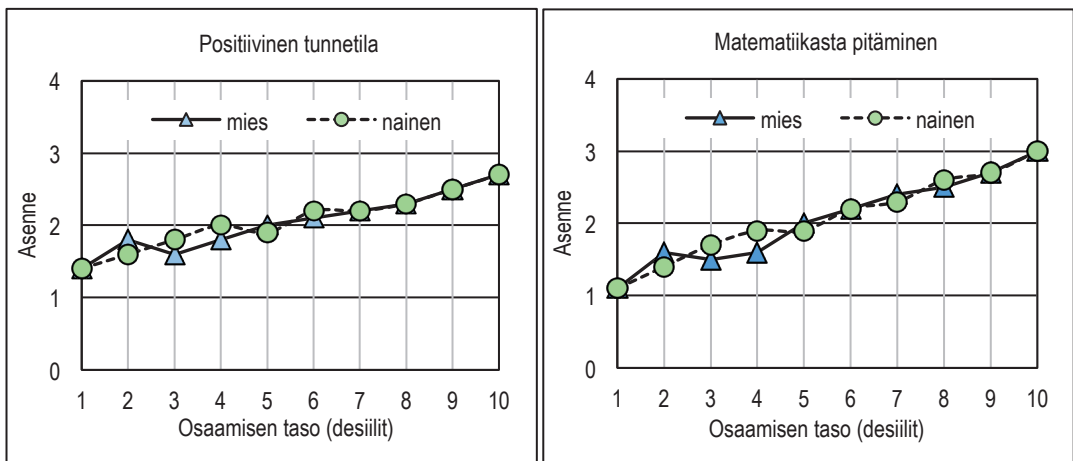 Positiivinen tunnetila
4
mies
nainen
3
2
1
0
Asenne
1 2 3 4 5 6 7 8 9 10
Osaamisen taso (desiilit)
Matematiikasta pitäminen
4
mies
nainen
3
2
1
0
Asenne
1 2 3 4 5 6 7 8 9 10
Osaamisen taso (desiilit)